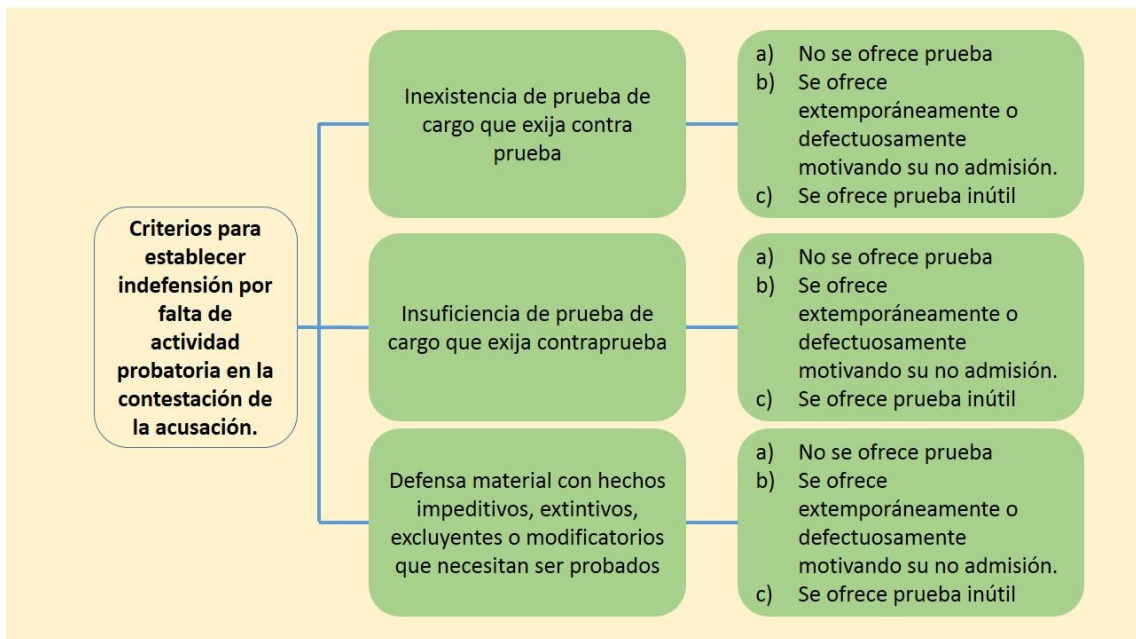 Criterios para
establecer
indefensión por
falta de
actividad
probatoria en la
contestación de
la acusación.
Inexistencia de prueba de
cargo que exija contra
prueba
a) No se ofrece prueba
b) Se ofrece
extemporáneamente o
defectuosamente
motivando su no admisión.
c) Se ofrece prueba inútil
Insuficiencia de prueba de
cargo que exija contraprueba
a) No se ofrece prueba
b) Se ofrece
extemporáneamente o
defectuosamente
motivando su no admisión.
c) Se ofrece prueba inútil
Defensa material con hechos
impeditivos, extintivos,
excluyentes o modificatorios
que necesitan ser probados
a) No se ofrece prueba
b) Se ofrece
extemporáneamente o
defectuosamente
motivando su no admisión.
c) Se ofrece prueba inútil